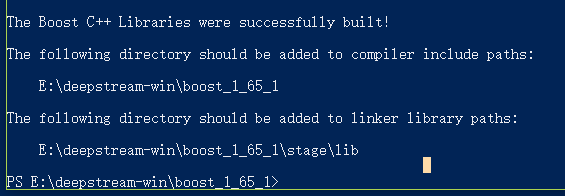 The Boost C++ Libraries were successfully built!
The following directory should be added to compiler include paths:
E:\deepstream-win\boost_1_65_1
The following directory should be added to linker library paths:
E:\deepstream-win\boost_1_65_1\stage\lib
PS E:\deepstream-win\boost_1_65_1>